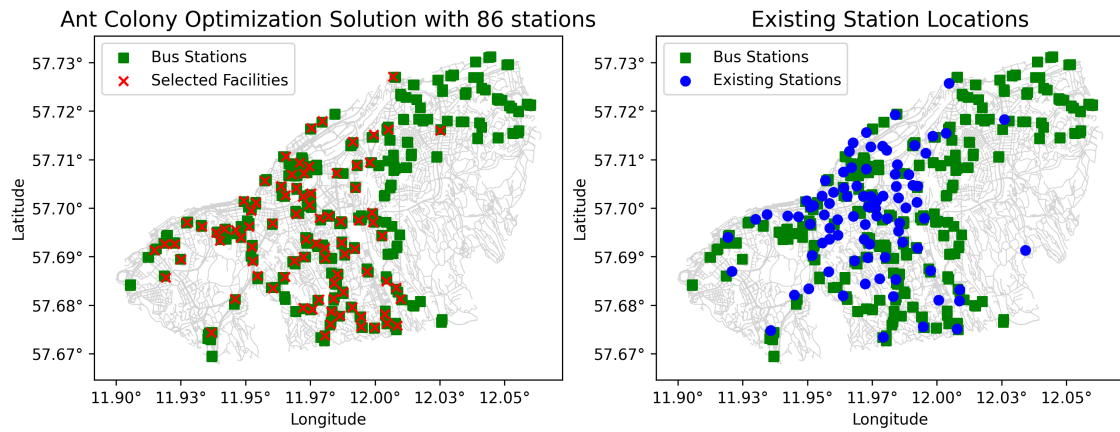 Ant Colony Optimization Solution with 86 stations
Bus Stations
Selected Facilities
57.73°
57.72°
57.71°
57.70°
57.69°
57.68°
57.67°
Latitude
11.90°
11.93°
11.95°
11.97°
12.00°
12.03°
12.05°
Longitude
Existing Station Locations
Bus Stations
Existing Stations
57.73°
57.72°
57.71°
57.70°
57.69°
57.68°
57.67°
Latitude
11.90°
11.93°
11.95°
11.97°
12.00°
12.03°
12.05°
Longitude